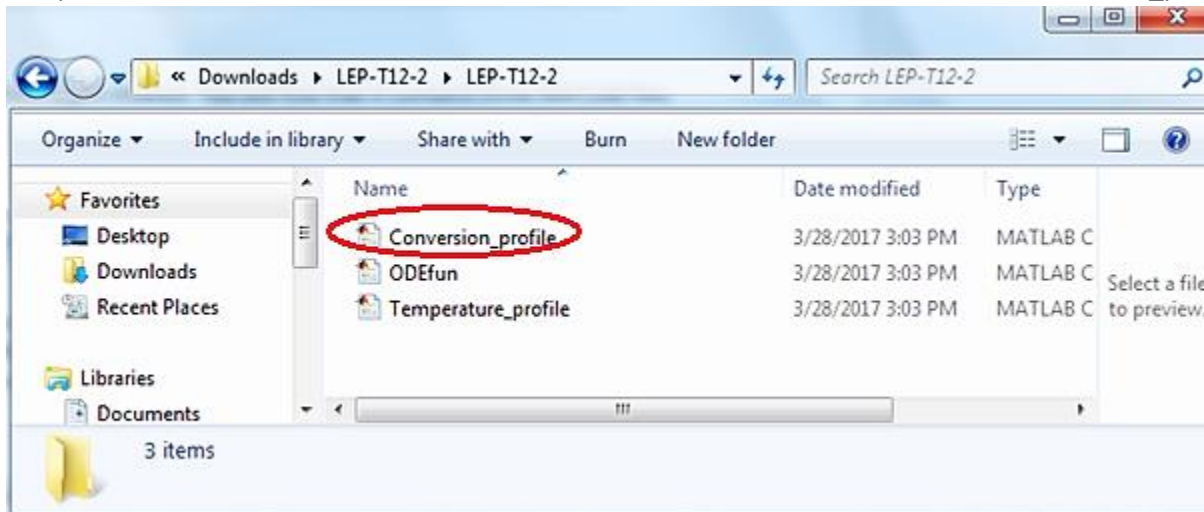 « Downloads ▸ LEP-T12-2 ▸ LEP-T12-2 Search LEP-T12-2
Organize Include in library Share with Burn New folder
Name Date modified Type
Favorites
Desktop
Downloads
Recent Places
Libraries
Documents
Conversion_profile 3/28/2017 3:03 PM MATLAB C
ODEfun 3/28/2017 3:03 PM MATLAB C
Temperature_profile 3/28/2017 3:03 PM MATLAB C
Select a file
to preview.
3 items